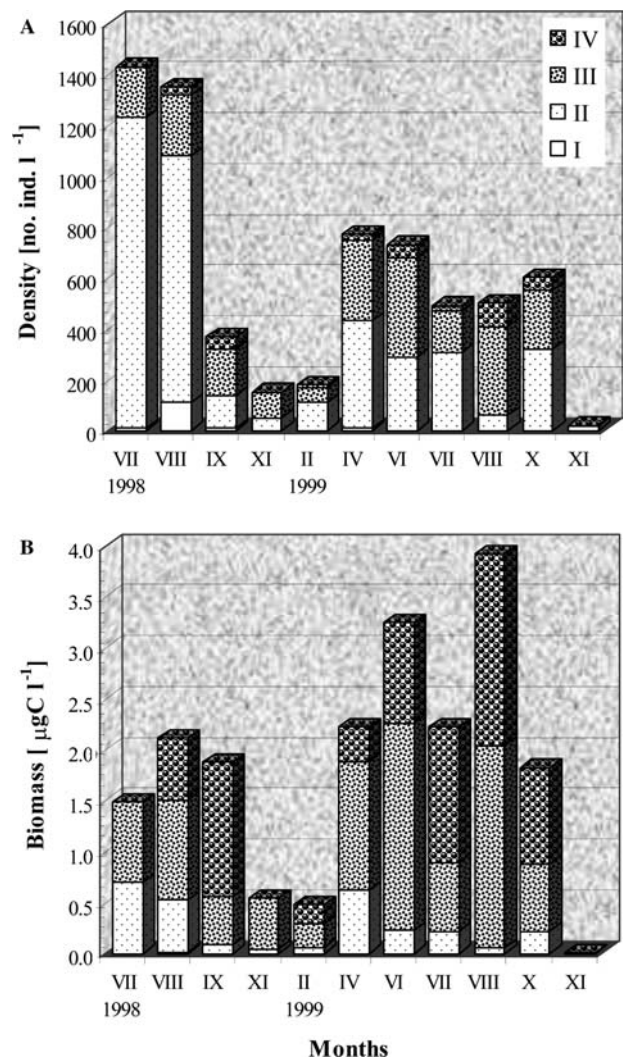 A
1600
1400
1200
1000
800
600
400
200
0
Density [no. ind. l⁻¹]
IV
III
II
I
VII VIII IX XI II IV VI VII VIII X XI
1998 1999
B
4.0
3.5
3.0
2.5
2.0
1.5
1.0
0.5
0.0
Biomass [ µgC l⁻¹]
VII VIII IX XI II IV VI VII VIII X XI
1998 1999
Months